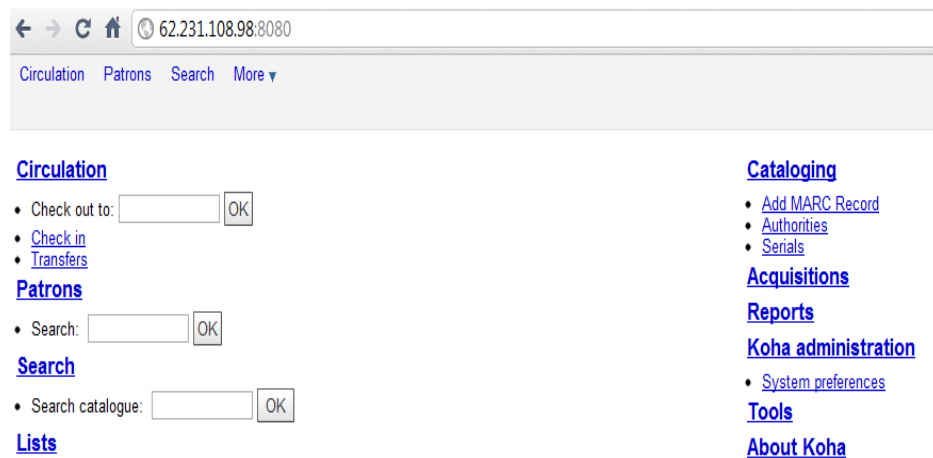 62.231.108.98:8080
Circulation Patrons Search More
Circulation
Check out to: OK
Check in
Transfers
Patrons
Search: OK
Search
Search catalogue: OK
Lists
Cataloging
Add MARC Record
Authorities
Serials
Acquisitions
Reports
Koha administration
System preferences
Tools
About Koha